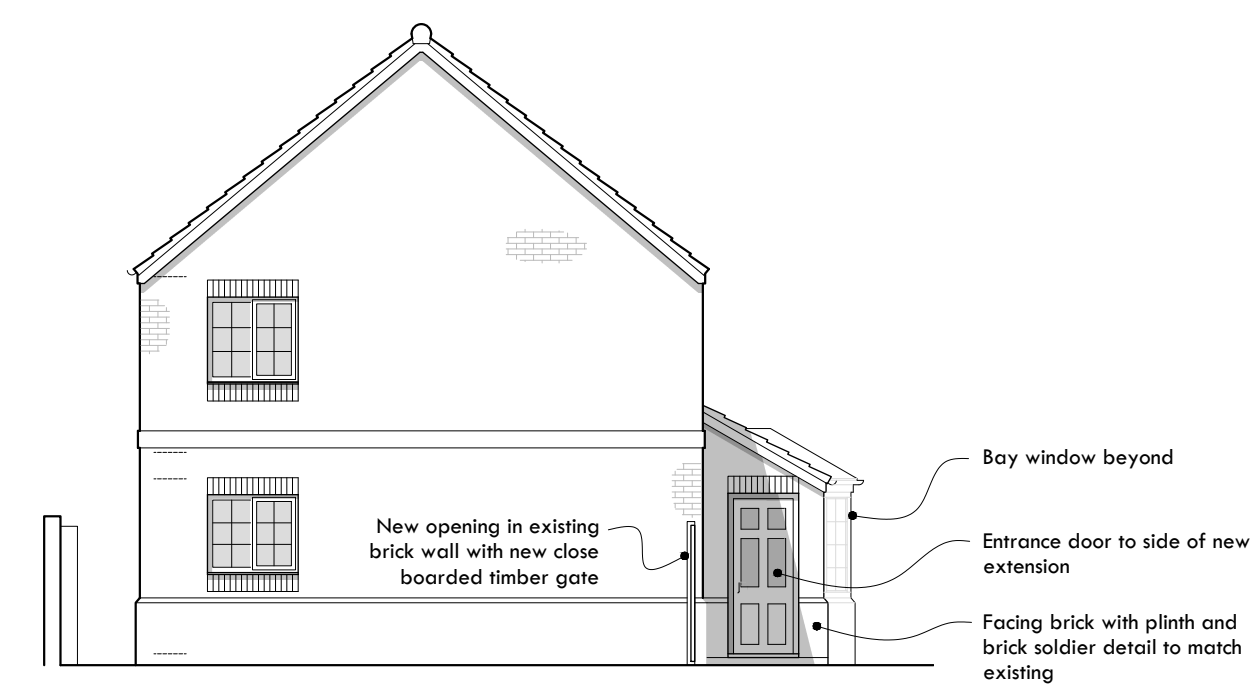 Bay window beyond
New opening in existing
brick wall with new close
boarded timber gate
Entrance door to side of new
extension
Facing brick with plinth and
brick soldier detail to match
existing